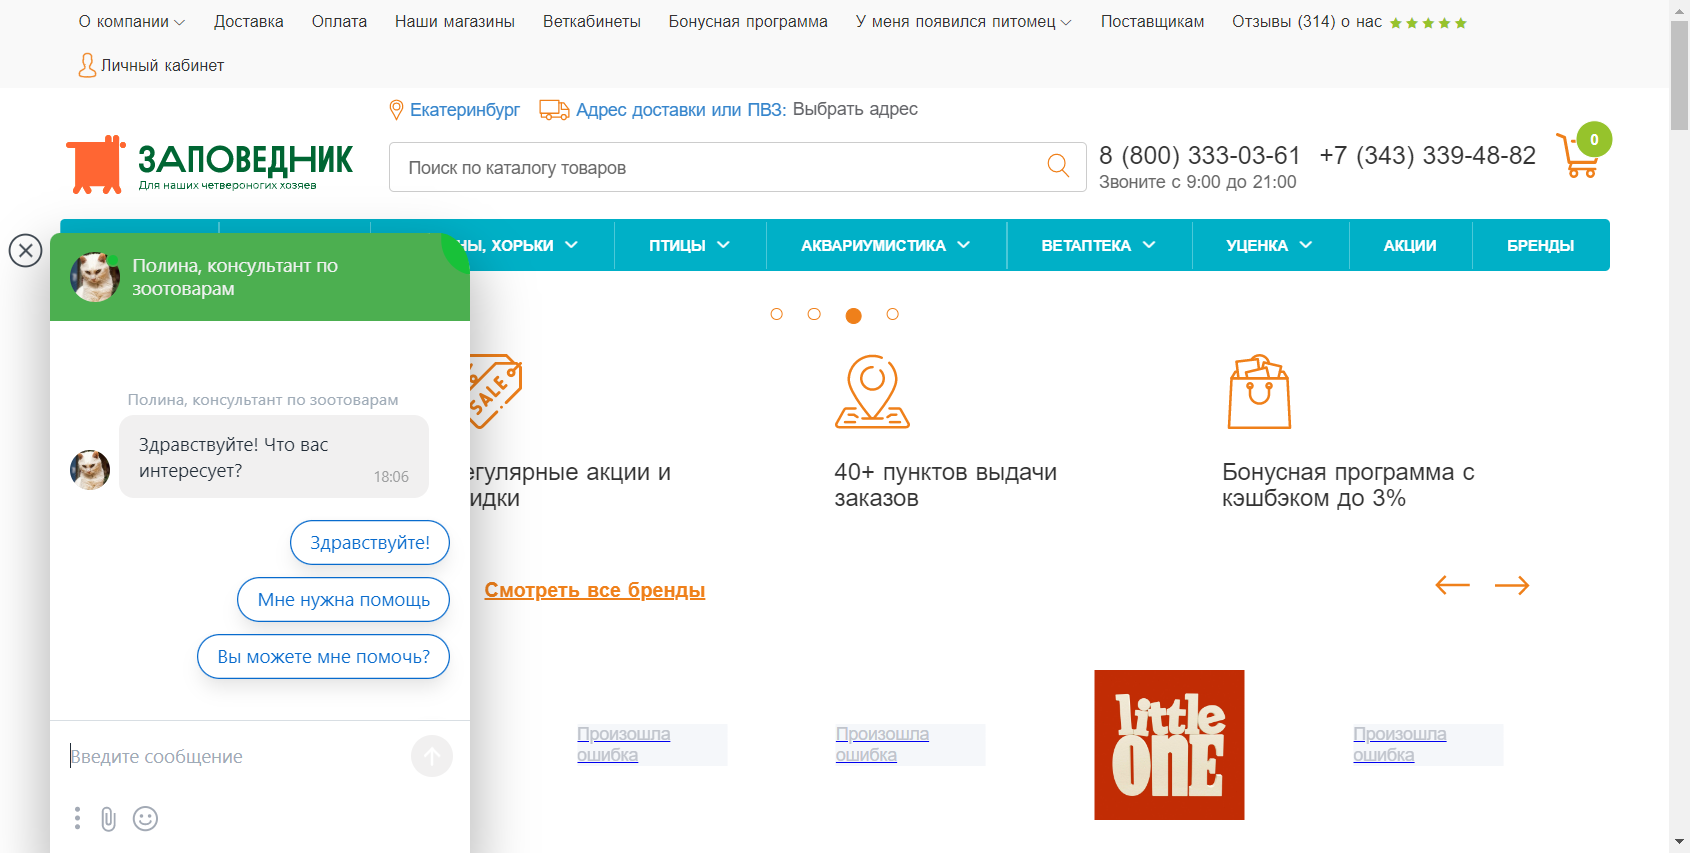 О компании
Доставка
Оплата
Наши магазины
Веткабинеты
Бонусная программа
У меня появился питомец
Поставщикам
Отзывы (314) о нас
Личный кабинет
Екатеринбург
Адрес доставки или ПВЗ: Выбрать адрес
ЗАПОВЕДНИК
Для наших четвероногих хозяев
Поиск по каталогу товаров
8 (800) 333-03-61
+7 (343) 339-48-82
Звоните с 9:00 до 21:00
0
НЫ, ХОРЬКИ
ПТИЦЫ
АКВАРИУМИСТИКА
ВЕТАПТЕКА
УЦЕНКА
АКЦИИ
БРЕНДЫ
Полина, консультант по
зоотоварам
Полина, консультант по зоотоварам
Здравствуйте! Что вас
интересует?
18:06
Здравствуйте!
Мне нужна помощь
Вы можете мне помочь?
Введите сообщение
SALE
егулярные акции и
идки
40+ пунктов выдачи
заказов
Бонусная программа с
кэшбэком до 3%
Смотреть все бренды
Произошла
ошибка
Произошла
ошибка
little
ONE
Произошла
ошибка